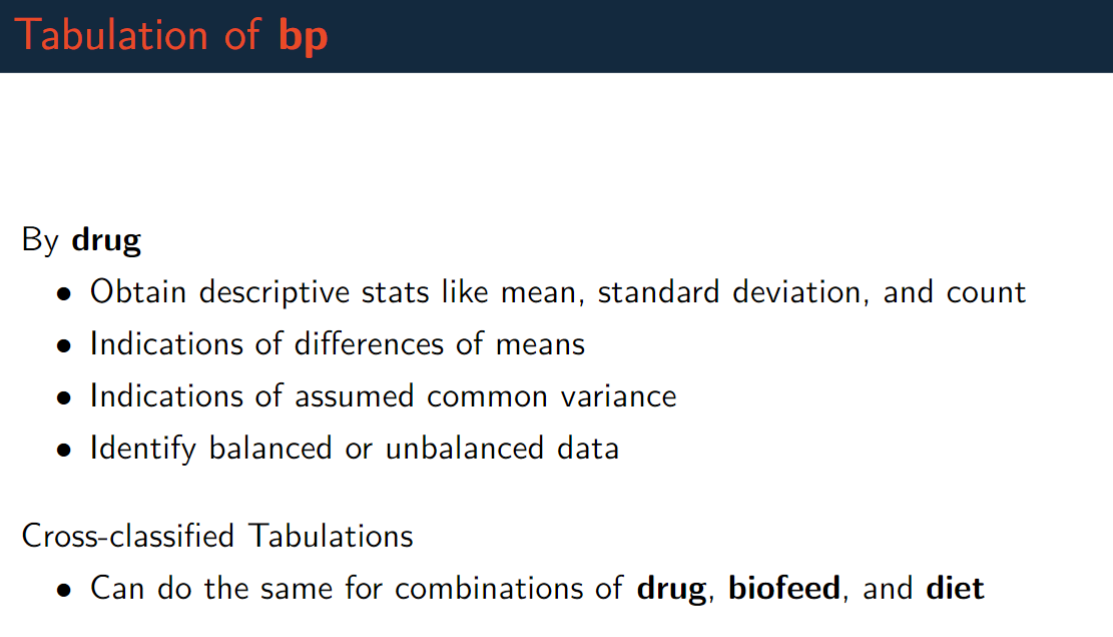 Tabulation of bp
By drug
• Obtain descriptive stats like mean, standard deviation, and count
• Indications of differences of means
• Indications of assumed common variance
• Identify balanced or unbalanced data
Cross-classified Tabulations
• Can do the same for combinations of drug, biofeed, and diet